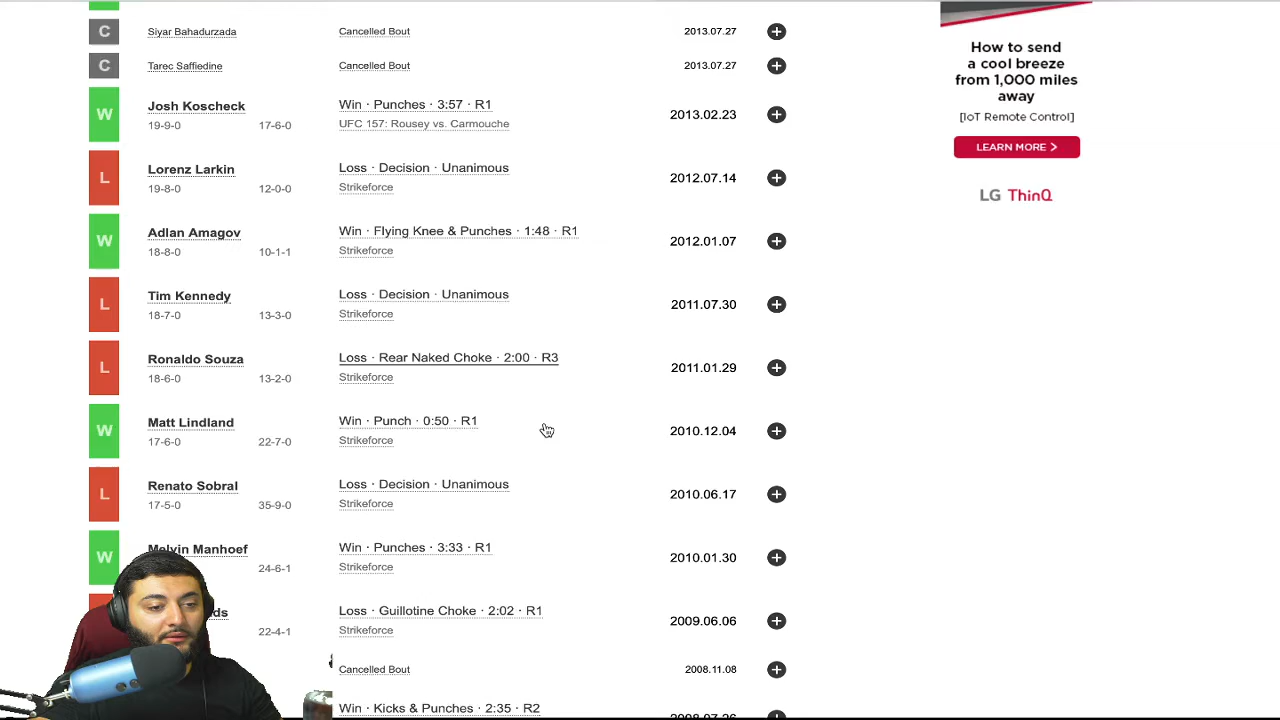 C Siyar Bahadurzada Cancelled Bout 2013.07.27
C Tarec Saffiedine Cancelled Bout 2013.07.27
W Josh Koscheck Win · Punches · 3:57 · R1 2013.02.23
19-9-0 17-6-0 UFC 157: Rousey vs. Carmouche
L Lorenz Larkin Loss · Decision · Unanimous 2012.07.14
19-8-0 12-0-0 Strikeforce
W Adlan Amagov Win · Flying Knee & Punches · 1:48 · R1 2012.01.07
18-8-0 10-1-1 Strikeforce
L Tim Kennedy Loss · Decision · Unanimous 2011.07.30
18-7-0 13-3-0 Strikeforce
L Ronaldo Souza Loss · Rear Naked Choke · 2:00 · R3 2011.01.29
18-6-0 13-2-0 Strikeforce
W Matt Lindland Win · Punch · 0:50 · R1 2010.12.04
17-6-0 22-7-0 Strikeforce
L Renato Sobral Loss · Decision · Unanimous 2010.06.17
17-5-0 35-9-0 Strikeforce
W Melvin Manhoef Win · Punches · 3:33 · R1 2010.01.30
24-6-1 Strikeforce
Loss · Guillotine Choke · 2:02 · R1 2009.06.06
22-4-1 Strikeforce
Cancelled Bout 2008.11.08
Win · Kicks & Punches · 2:35 · R2 2008.07.26
How to send
a cool breeze
from 1,000 miles
away
[IoT Remote Control]
LEARN MORE >
LG ThinQ